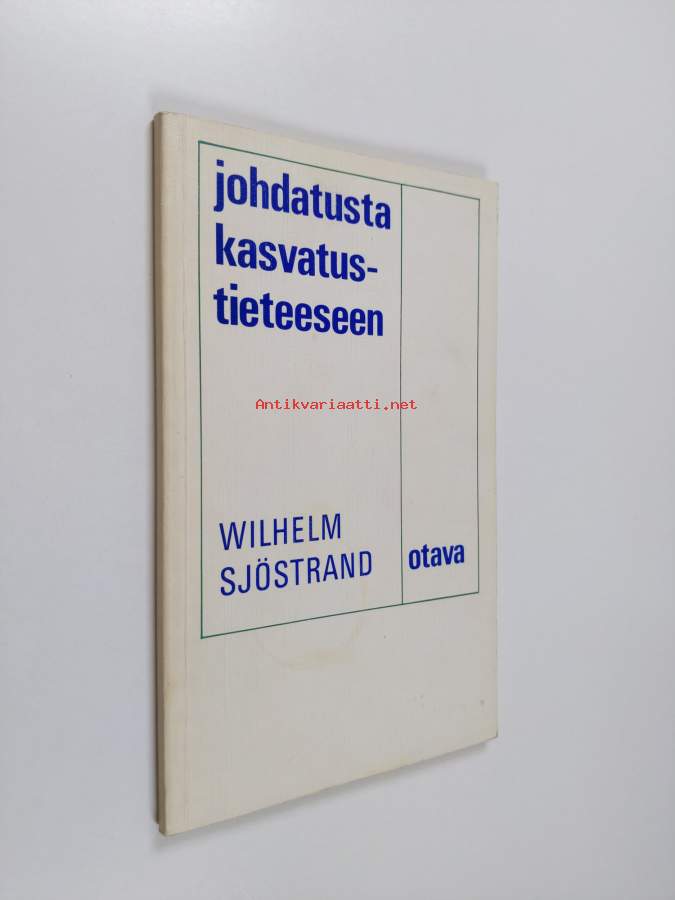 johdatusta
kasvatus-
tieteeseen
Antikvariaatti.net
WILHELM
SJÖSTRAND
otava